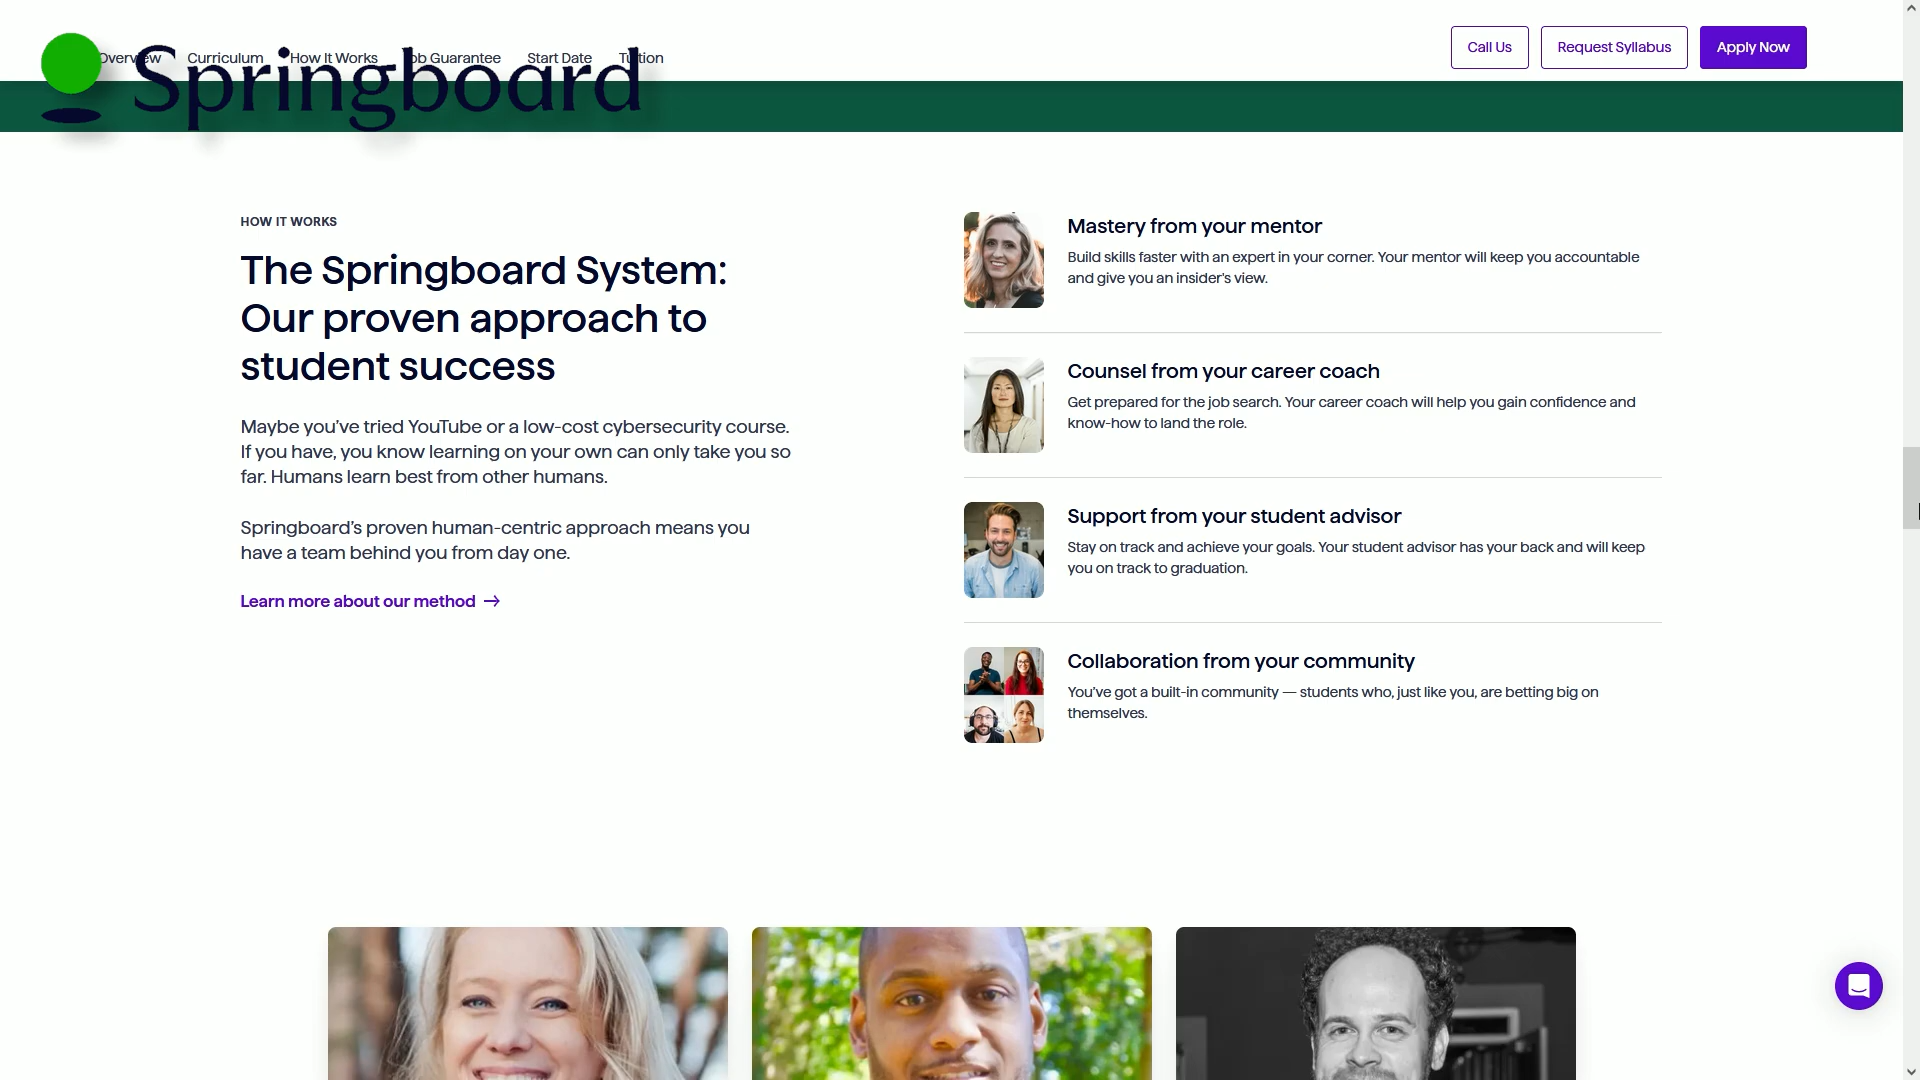 Overview Curriculum How It Works Job Guarantee Start Date Tuition
Springboard
Call Us Request Syllabus Apply Now
HOW IT WORKS
The Springboard System:
Our proven approach to
student success
Maybe you've tried YouTube or a low-cost cybersecurity course.
If you have, you know learning on your own can only take you so
far. Humans learn best from other humans.
Springboard's proven human-centric approach means you
have a team behind you from day one.
Learn more about our method →
Mastery from your mentor
Build skills faster with an expert in your corner. Your mentor will keep you accountable
and give you an insider's view.
Counsel from your career coach
Get prepared for the job search. Your career coach will help you gain confidence and
know-how to land the role.
Support from your student advisor
Stay on track and achieve your goals. Your student advisor has your back and will keep
you on track to graduation.
Collaboration from your community
You've got a built-in community — students who, just like you, are betting big on
themselves.